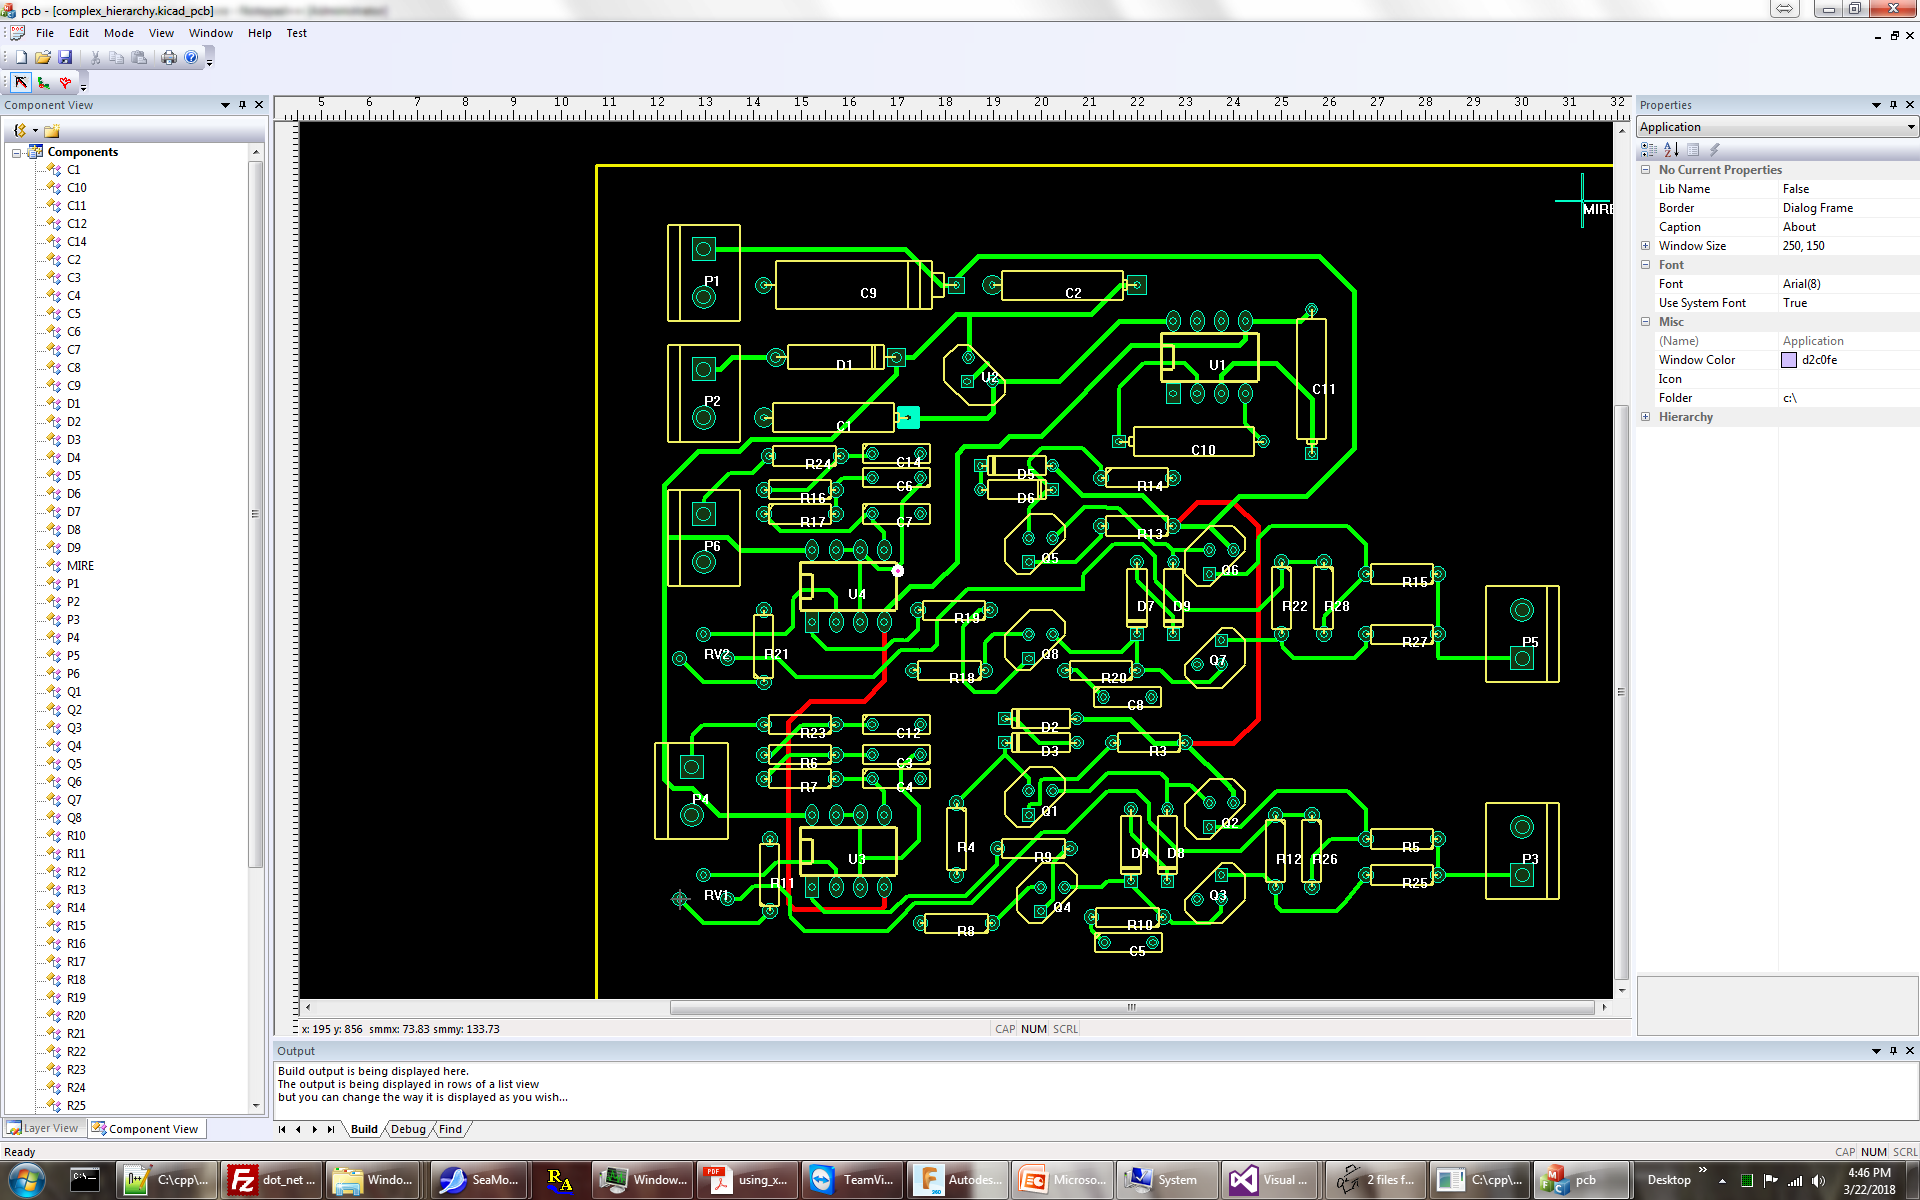 pcb - [complex_hierarchy.kicad_pcb]
File Edit Mode View Window Help Test
Component View
Components
C1
C10
C11
C12
C14
C2
C3
C4
C5
C6
C7
C8
C9
D1
D2
D3
D4
D5
D6
D7
D8
D9
MIRE
P1
P2
P3
P4
P5
P6
Q1
Q2
Q3
Q4
Q5
Q6
Q7
Q8
R10
R11
R12
R13
R14
R15
R16
R17
R18
R19
R20
R21
R22
R23
R24
R25
Layer View Component View
5 6 7 8 9 10 11 12 13 14 15 16 17 18 19 20 21 22 23 24 25 26 27 28 29 30 31 32
MIRE
P1 C9 C2
D1 U2 U1
P2 C1 C11
C10
R24 C14 D5
R16 C6 D6 R14
R17 C7 R13
P6 Q5 Q6
U4 R15
R19 D7 D9 R22 R28
RV2 R21 Q8 Q7 R27 P5
R18 R20
C8
R23 C12 D2
R6 C3 D3 R3
R7 C4
P4 Q1 Q2
U3 R4 R9 D4 D8 R12 R26 R5 P3
RV1 R11 Q4 Q3 R25
R8 R10
C5
x: 195 y: 856 smmx: 73.83 smmy: 133.73
CAP NUM SCRL
Output
Build output is being displayed here.
The output is being displayed in rows of a list view
but you can change the way it is displayed as you wish...
Build Debug Find
Properties
Application
No Current Properties
Lib Name False
Border Dialog Frame
Caption About
Window Size 250, 150
Font
Font Arial(8)
Use System Font True
Misc
(Name) Application
Window Color d2c0fe
Icon
Folder c:\
Hierarchy
Ready
CAP NUM SCRL
C:\cpp\... dot_net ... Windo... SeaMo... RA Window... PDF using_x... TeamVi... Autodes... Microso... System Visual ... 2 files f... C:\cpp\... pcb Desktop
4:46 PM
3/22/2018